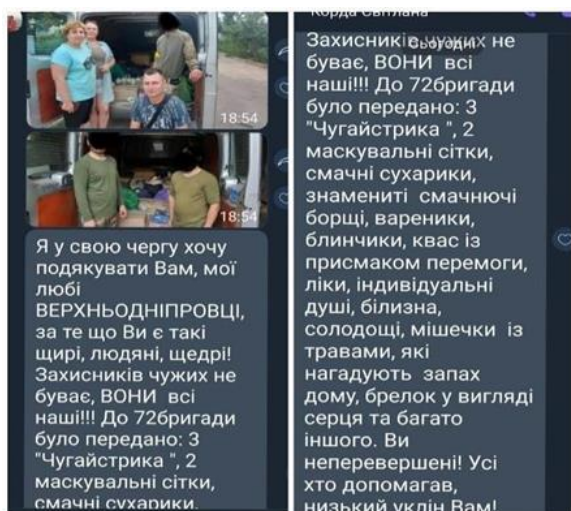 18:54
18:54
Я у свою чергу хочу
подякувати Вам, мої
любі
ВЕРХНЬОДНІПРОВЦІ,
за те що Ви є такі
щирі, людяні, щедрі!
Захисників чужих не
буває, ВОНИ всі
наші!!! До 72бригади
було передано: 3
"Чугайстрика ", 2
маскувальні сітки,
смачні сухарики,
Корда Світлана
Сьогодні
Захисників чужих не
буває, ВОНИ всі
наші!!! До 72бригади
було передано: 3
"Чугайстрика ", 2
маскувальні сітки,
смачні сухарики,
знамениті смачнючі
борщі, вареники,
блинчики, квас із
присмаком перемоги,
ліки, індивідуальні
душі, білизна,
солодощі, мішечки із
травами, які
нагадують запах
дому, брелок у вигляді
серця та багато
іншого. Ви
неперевершені! Усі
хто допомагав,
низький уклін Вам!